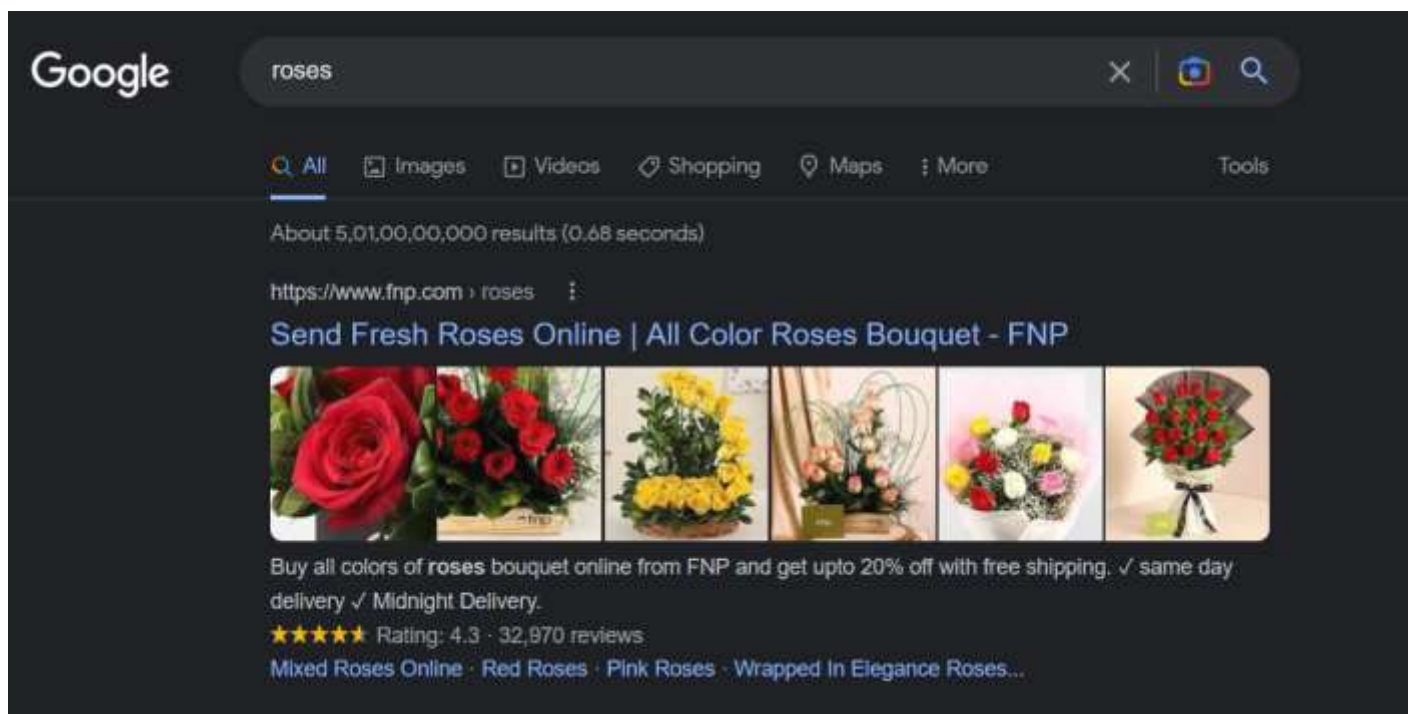 Google
roses
All Images Videos Shopping Maps More Tools
About 5,01,00,00,000 results (0.68 seconds)
https://www.fnp.com › roses
Send Fresh Roses Online | All Color Roses Bouquet - FNP
fnp
Buy all colors of roses bouquet online from FNP and get upto 20% off with free shipping. ✓ same day
delivery ✓ Midnight Delivery.
Rating: 4.3 · 32,970 reviews
Mixed Roses Online · Red Roses · Pink Roses · Wrapped In Elegance Roses...